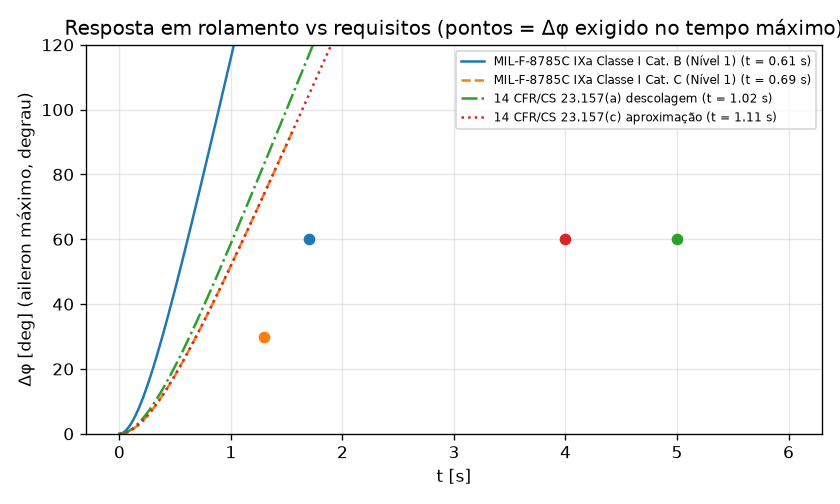 Resposta em rolamento vs requisitos (pontos = Δφ exigido no tempo máximo)
MIL-F-8785C IXa Classe I Cat. B (Nível 1) (t = 0.61 s)
MIL-F-8785C IXa Classe I Cat. C (Nível 1) (t = 0.69 s)
14 CFR/CS 23.157(a) descolagem (t = 1.02 s)
14 CFR/CS 23.157(c) aproximação (t = 1.11 s)
Δφ [deg] (aileron máximo, degrau)
120
100
80
60
40
20
0
0 1 2 3 4 5 6
t [s]